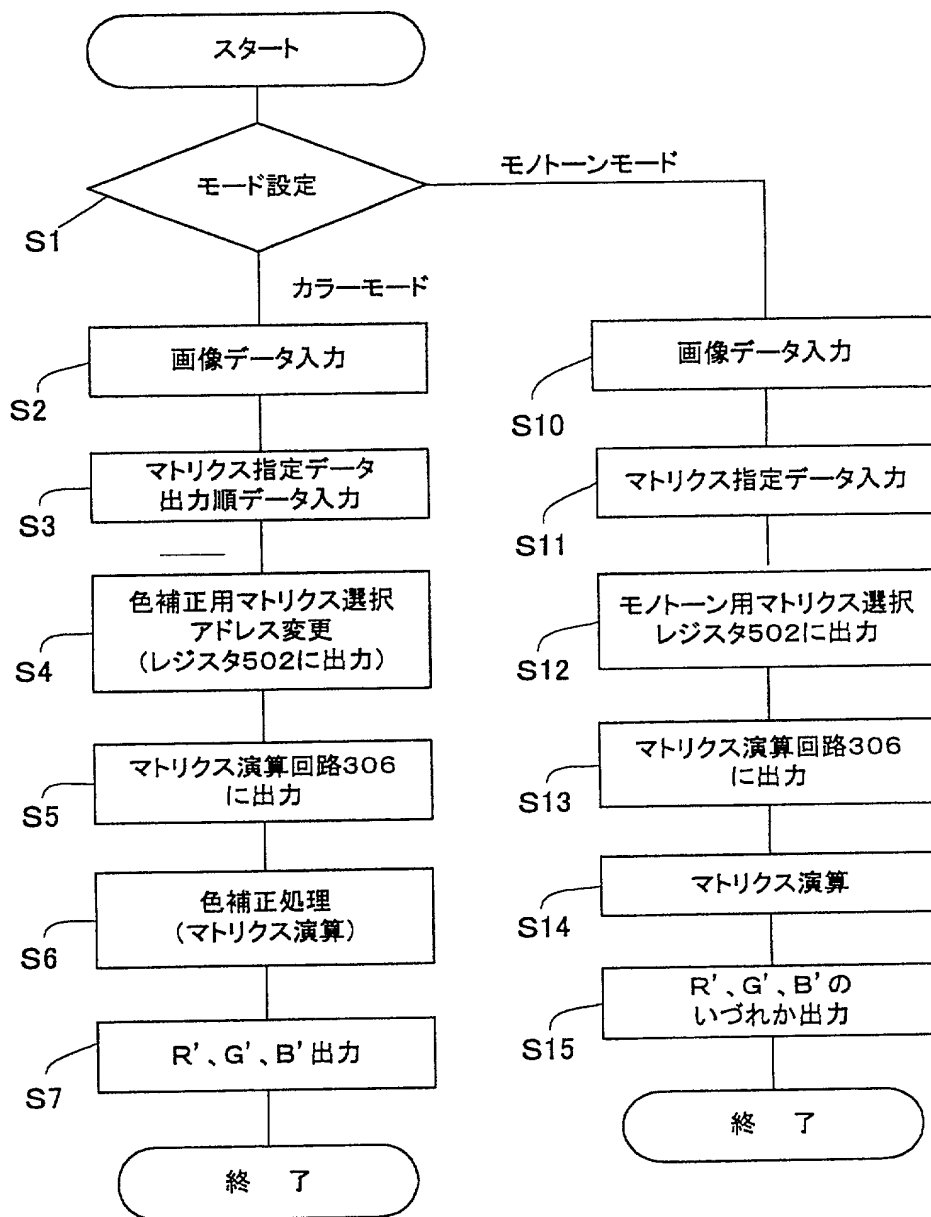 スタート
モード設定
モノトーンモード
S1
カラーモード
画像データ入力
S2
マトリクス指定データ
出力順データ入力
S3
色補正用マトリクス選択
アドレス変更
(レジスタ502に出力)
S4
マトリクス演算回路306
に出力
S5
色補正処理
(マトリクス演算)
S6
R'、G'、B'出力
S7
終 了
画像データ入力
S10
マトリクス指定データ入力
S11
モノトーン用マトリクス選択
レジスタ502に出力
S12
マトリクス演算回路306
に出力
S13
マトリクス演算
S14
R'、G'、B'の
いづれか出力
S15
終 了